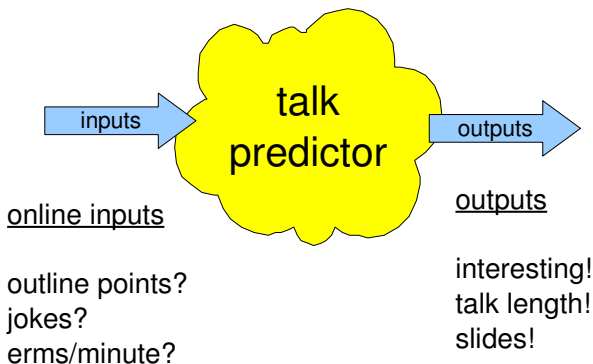 talk
predictor
inputs
outputs
online inputs
outline points?
jokes?
erms/minute?
outputs
interesting!
talk length!
slides!